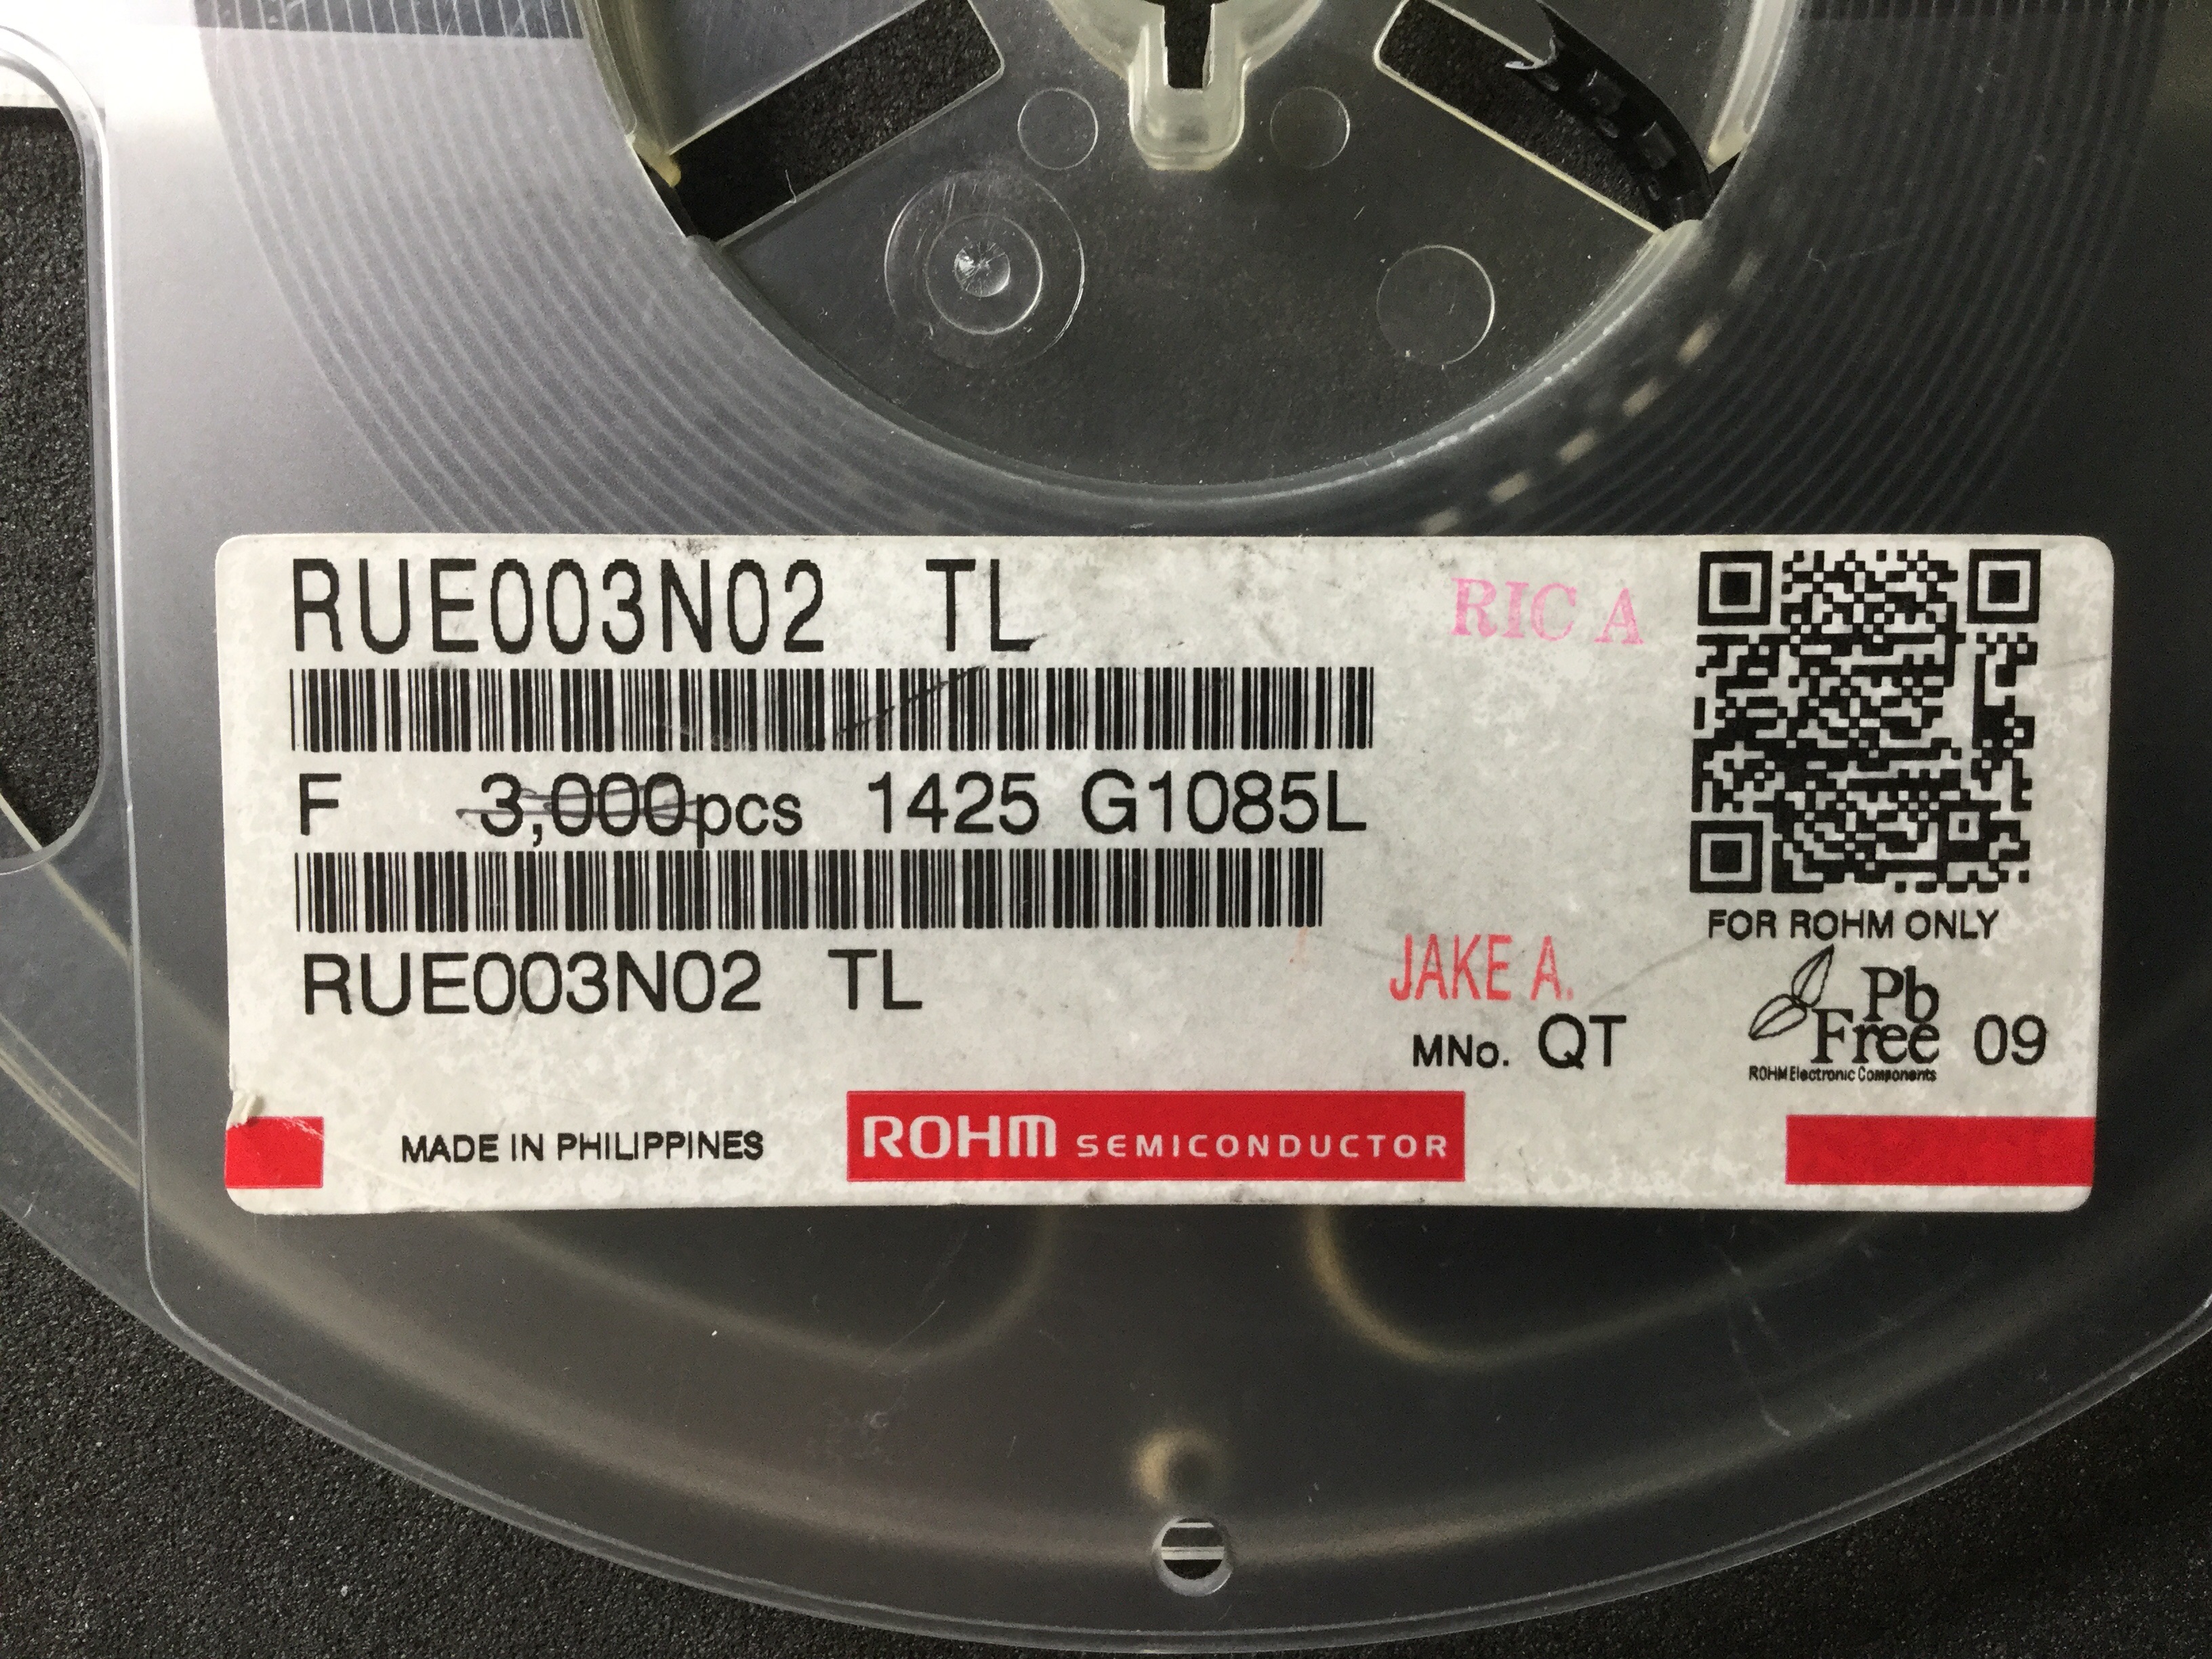 RUE003N02 TL
RIC A
F 3,000pcs 1425 G1085L
FOR ROHM ONLY
RUE003N02 TL
JAKE A.
MNo. QT
Pb
Free 09
ROHM Electronic Components
MADE IN PHILIPPINES
ROHM SEMICONDUCTOR